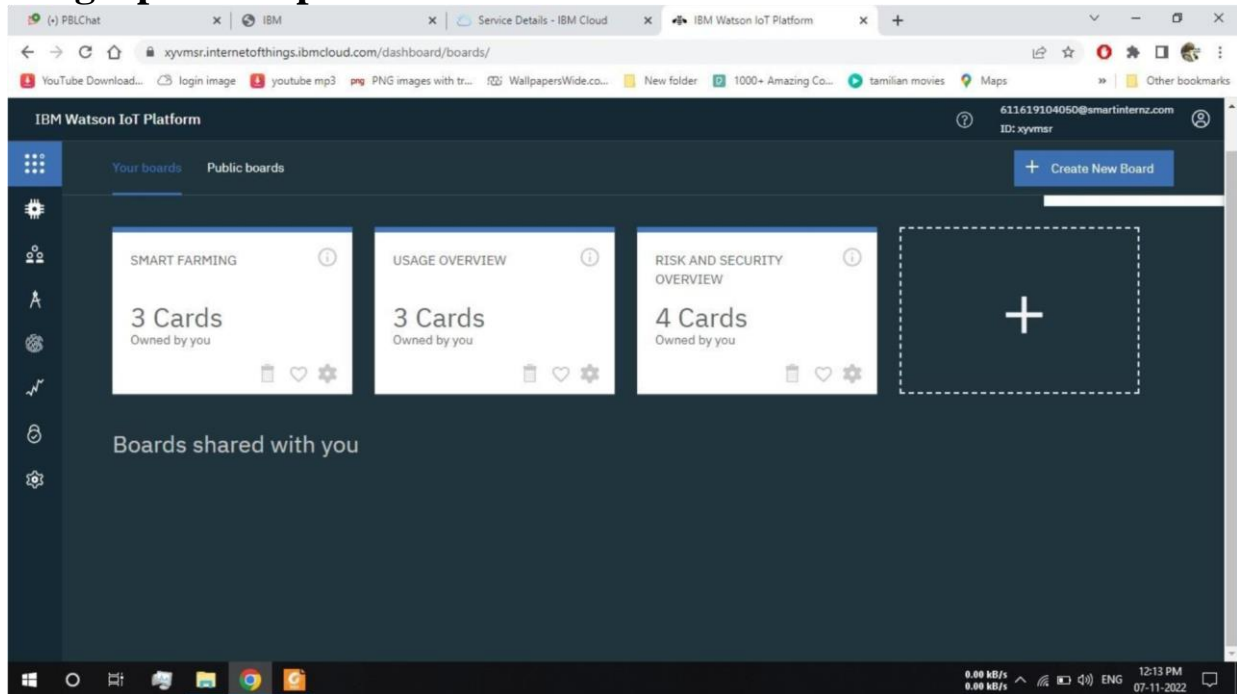 (-) PBLChat
IBM
Service Details - IBM Cloud
IBM Watson IoT Platform
xyvmsr.internetofthings.ibmcloud.com/dashboard/boards/
YouTube Download...
login image
youtube mp3
png
PNG images with tr...
WallpapersWide.co...
New folder
1000+ Amazing Co...
tamilian movies
Maps
»
Other bookmarks
IBM Watson IoT Platform
611619104050@smartinternz.com
ID: xyvmsr
Your boards
Public boards
+ Create New Board
SMART FARMING
3 Cards
Owned by you
USAGE OVERVIEW
3 Cards
Owned by you
RISK AND SECURITY
OVERVIEW
4 Cards
Owned by you
Boards shared with you
0.00 kB/s
0.00 kB/s
ENG
12:13 PM
07-11-2022